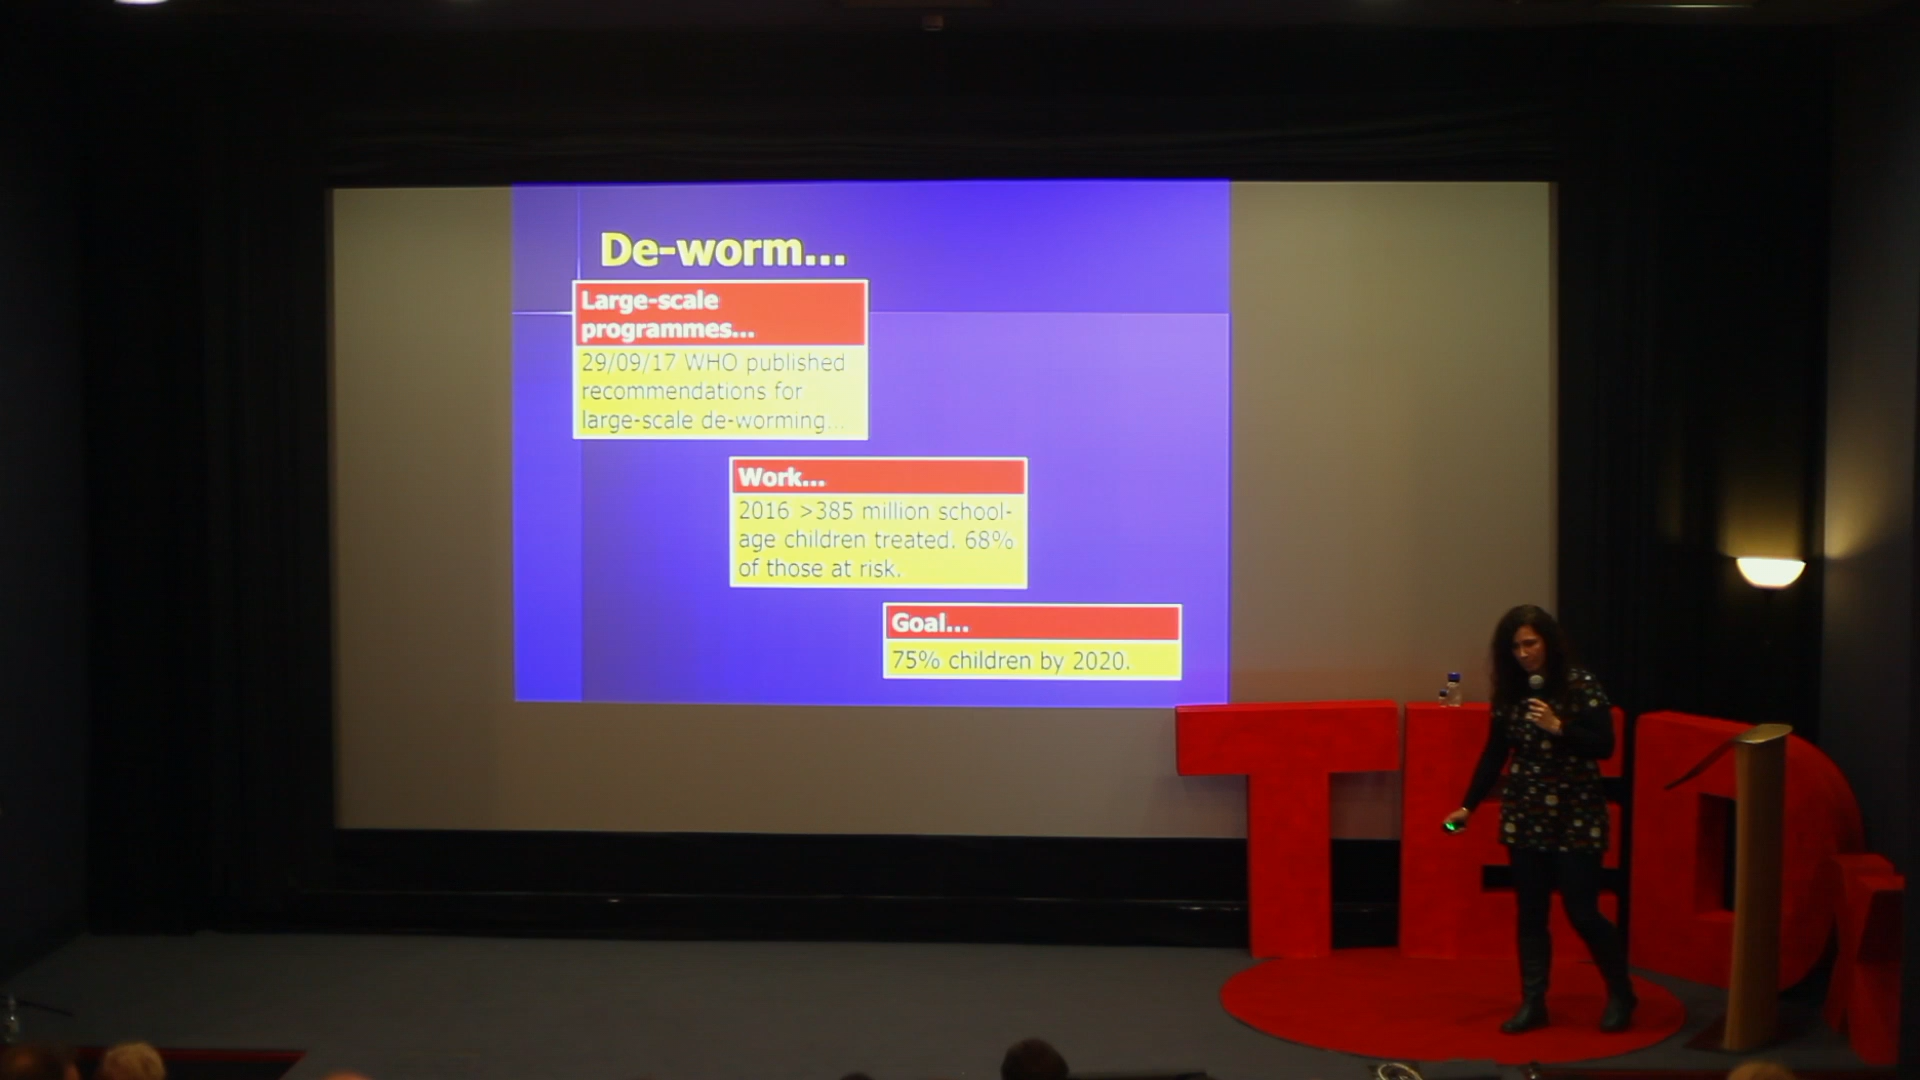 De-worm...
Large-scale
programmes...
29/09/17 WHO published
recommendations for
large-scale de-worming...
Work...
2016 >385 million school-
age children treated. 68%
of those at risk.
Goal...
75% children by 2020.
TED